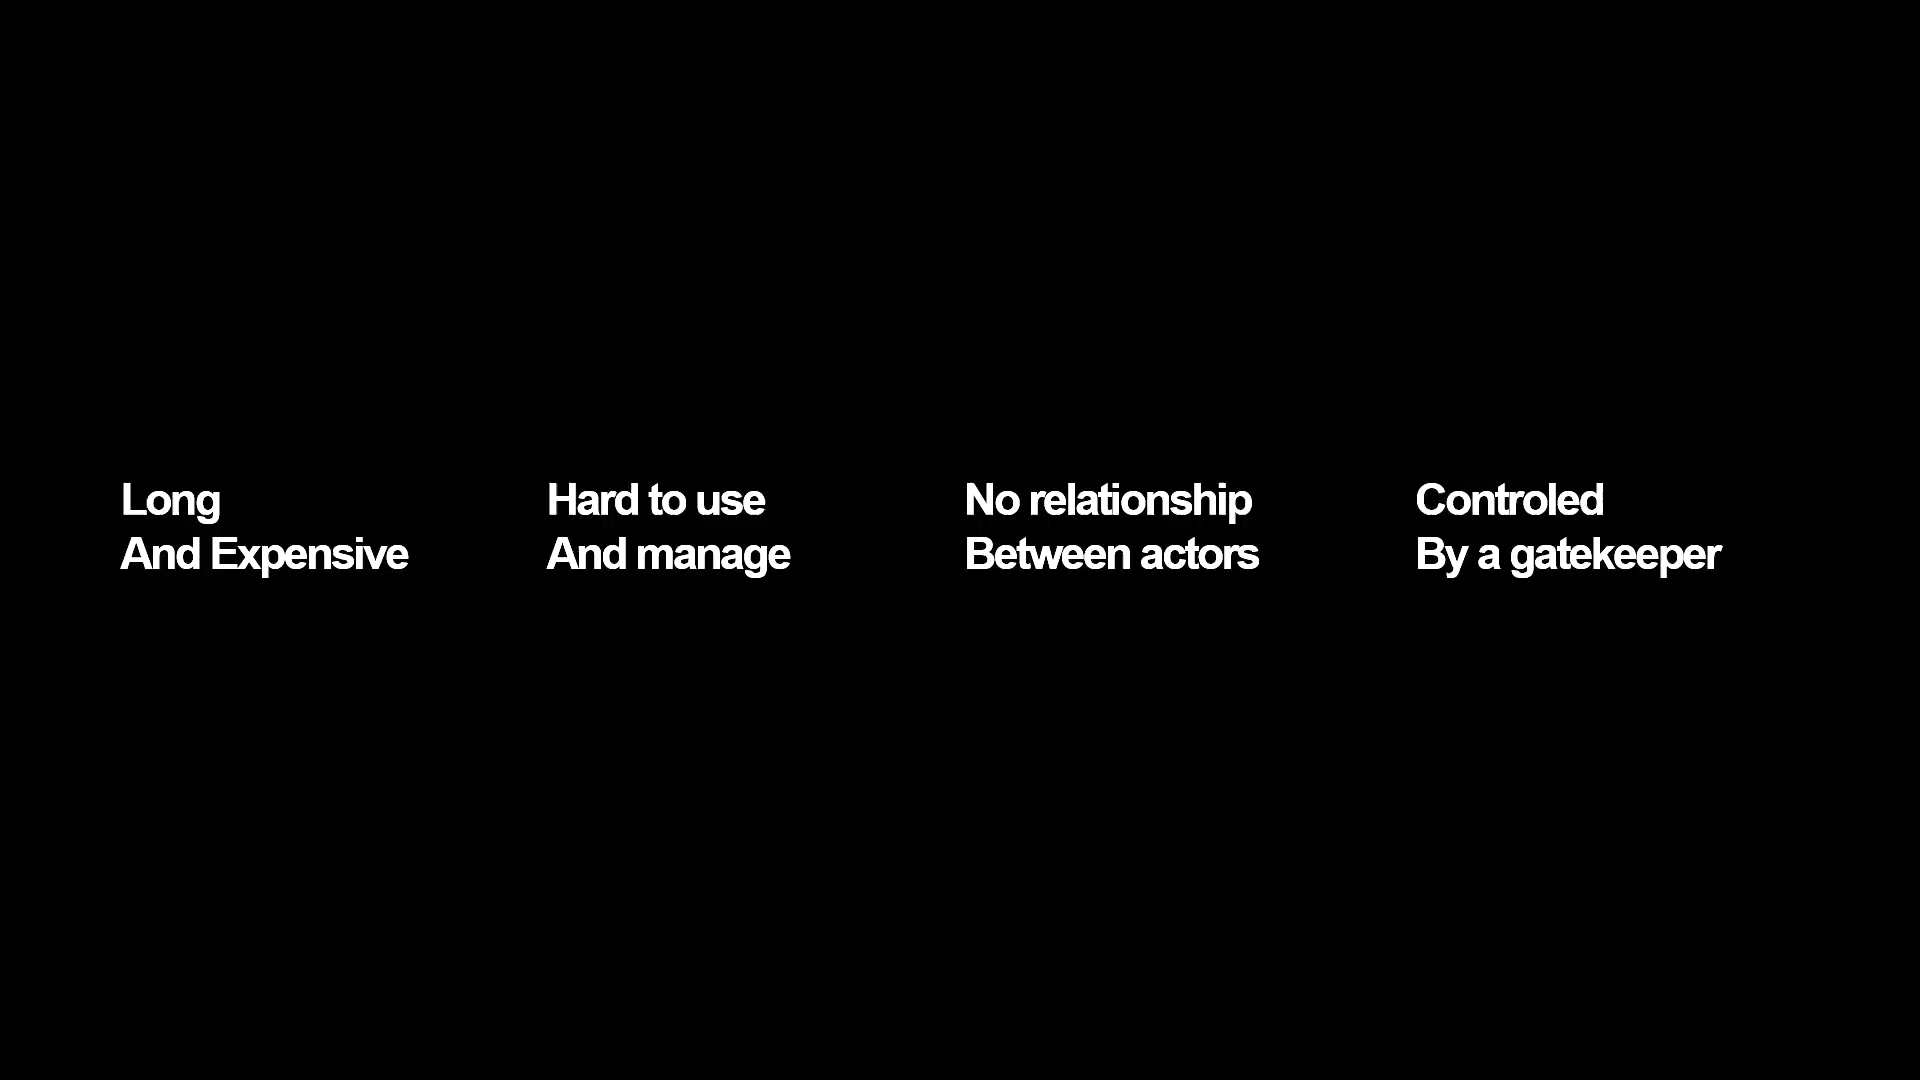 Long
And Expensive
Hard to use
And manage
No relationship
Between actors
Controled
By a gatekeeper